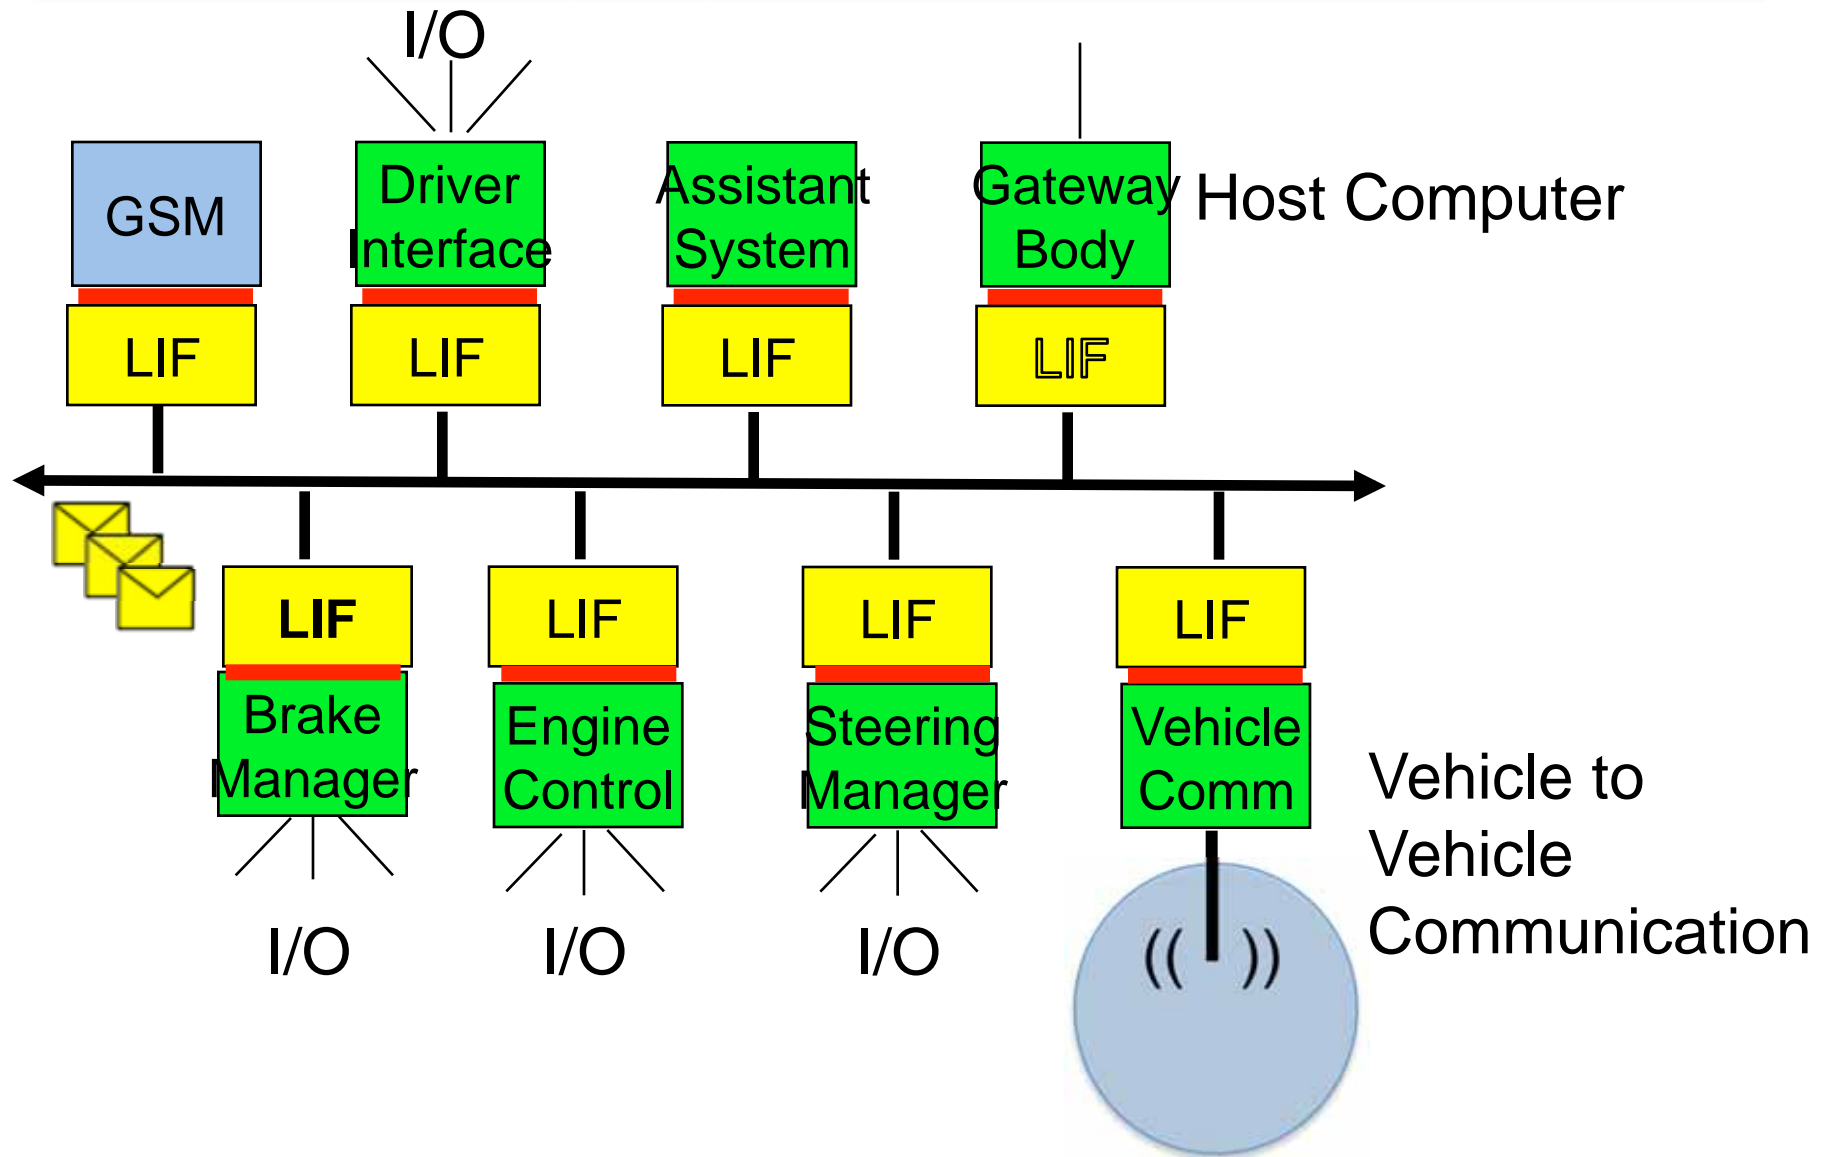 I/O
GSM
Driver
Interface
Assistant
System
Gateway
Body
Host Computer
LIF
LIF
LIF
LIF
LIF
LIF
LIF
LIF
Brake
Manager
Engine
Control
Steering
Manager
Vehicle
Comm
Vehicle to
Vehicle
Communication
I/O
I/O
I/O
(( ))